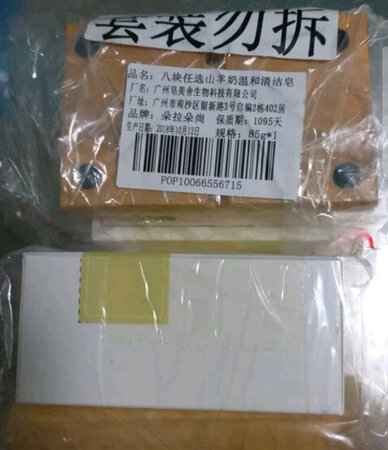 套装勿拆
品名：八块任选山羊奶温和清洁皂
厂名：广州皂美舍生物科技有限公司
厂址：广州市南沙区留新路3号自编2栋402房
品牌：朵拉朵尚 保质期：1095天
生产日期：2018年10月12日 规格：85g*1
POP10066556715